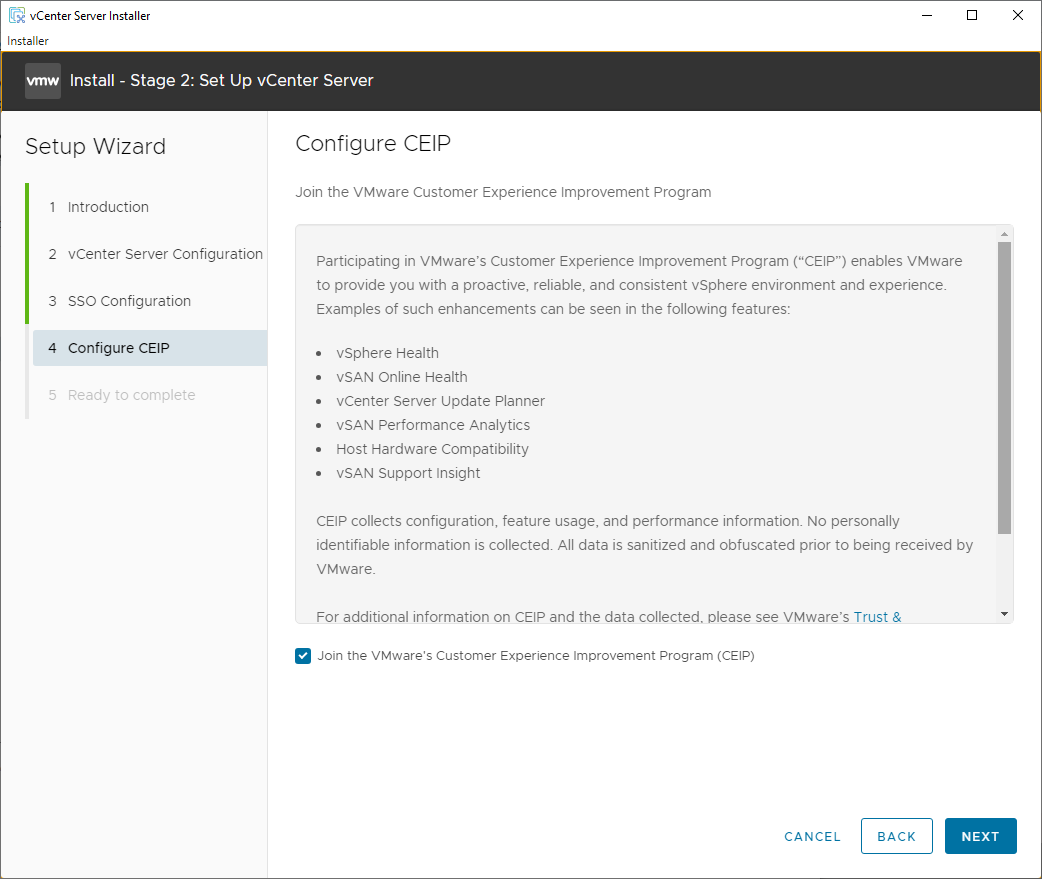 vCenter Server Installer
Installer
vmw Install - Stage 2: Set Up vCenter Server
Setup Wizard
1 Introduction
2 vCenter Server Configuration
3 SSO Configuration
4 Configure CEIP
5 Ready to complete
Configure CEIP
Join the VMware Customer Experience Improvement Program
Participating in VMware’s Customer Experience Improvement Program (“CEIP”) enables VMware
to provide you with a proactive, reliable, and consistent vSphere environment and experience.
Examples of such enhancements can be seen in the following features:
• vSphere Health
• vSAN Online Health
• vCenter Server Update Planner
• vSAN Performance Analytics
• Host Hardware Compatibility
• vSAN Support Insight
CEIP collects configuration, feature usage, and performance information. No personally
identifiable information is collected. All data is sanitized and obfuscated prior to being received by
VMware.
For additional information on CEIP and the data collected, please see VMware’s Trust &
Join the VMware's Customer Experience Improvement Program (CEIP)
CANCEL
BACK
NEXT